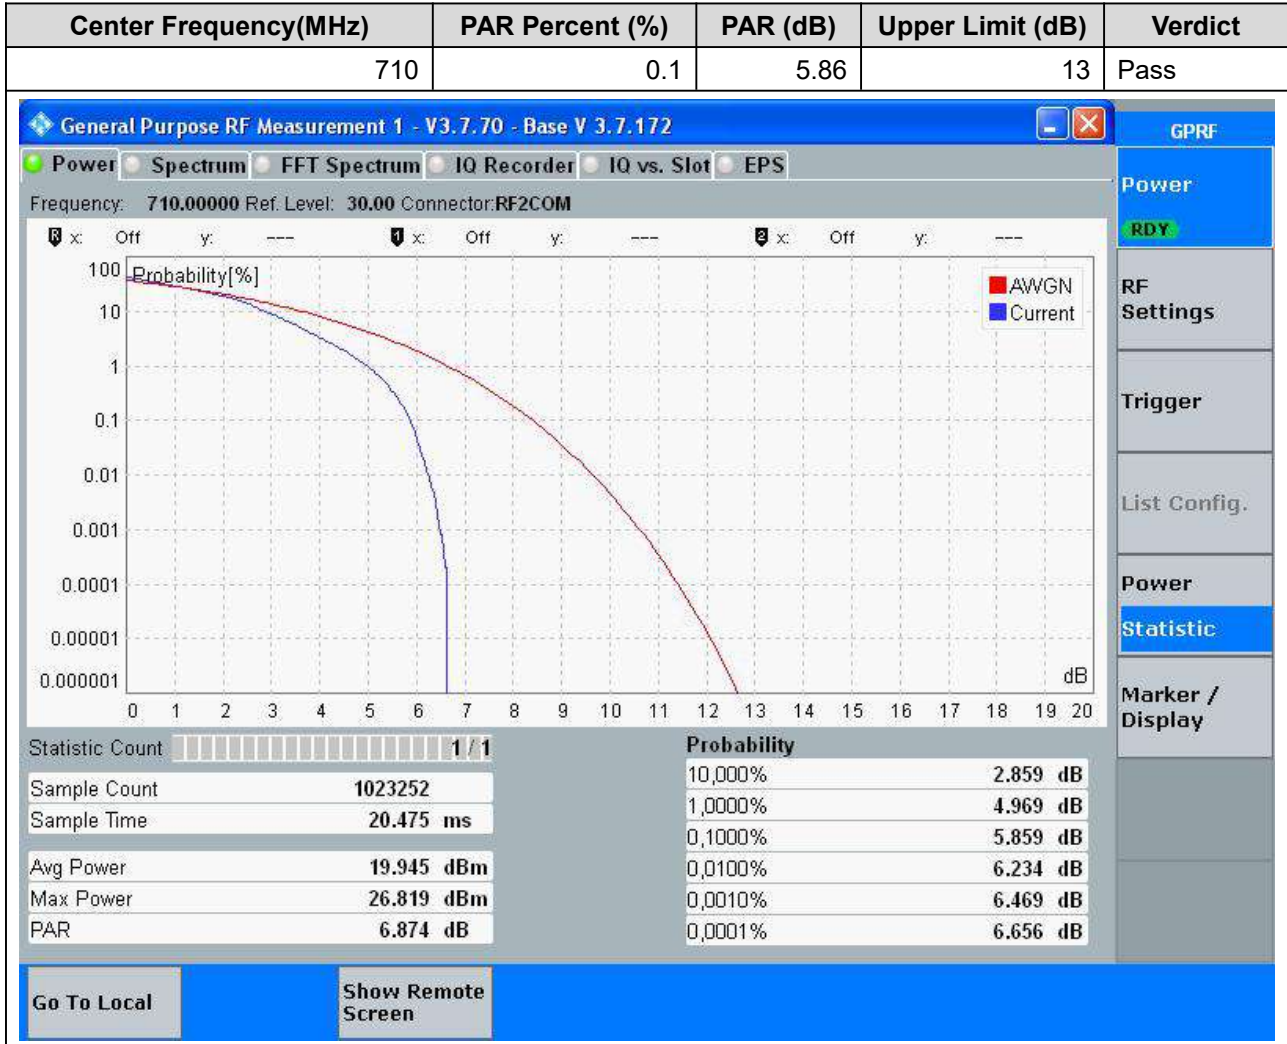 Center Frequency(MHz) PAR Percent (%) PAR (dB) Upper Limit (dB) Verdict
710 0.1 5.86 13 Pass
General Purpose RF Measurement 1 - V3.7.70 - Base V 3.7.172
GPRF
Power Spectrum FFT Spectrum IQ Recorder IQ vs. Slot EPS
Power
RDY
Frequency: 710.00000 Ref. Level: 30.00 Connector:RF2COM
R x: Off y: --- 1 x: Off y: --- 2 x: Off y: ---
Probability[%]
AWGN
Current
100
10
1
0.1
0.01
0.001
0.0001
0.00001
0.000001
dB
0 1 2 3 4 5 6 7 8 9 10 11 12 13 14 15 16 17 18 19 20
RF
Settings
Trigger
List Config.
Power
Statistic
Marker /
Display
Statistic Count 1 / 1
Sample Count 1023252
Sample Time 20.475 ms
Avg Power 19.945 dBm
Max Power 26.819 dBm
PAR 6.874 dB
Probability
10,000% 2.859 dB
1,0000% 4.969 dB
0,1000% 5.859 dB
0,0100% 6.234 dB
0,0010% 6.469 dB
0,0001% 6.656 dB
Go To Local
Show Remote
Screen